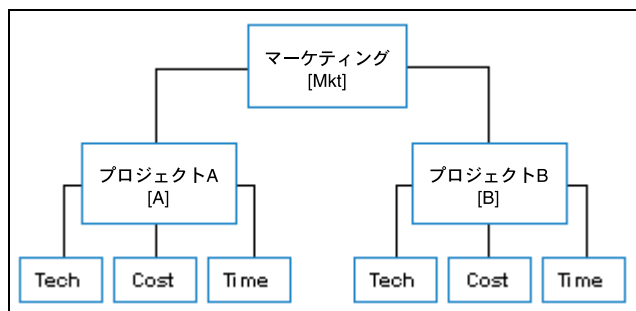 マーケティング
[Mkt]
プロジェクトA
[A]
プロジェクトB
[B]
Tech
Cost
Time
Tech
Cost
Time